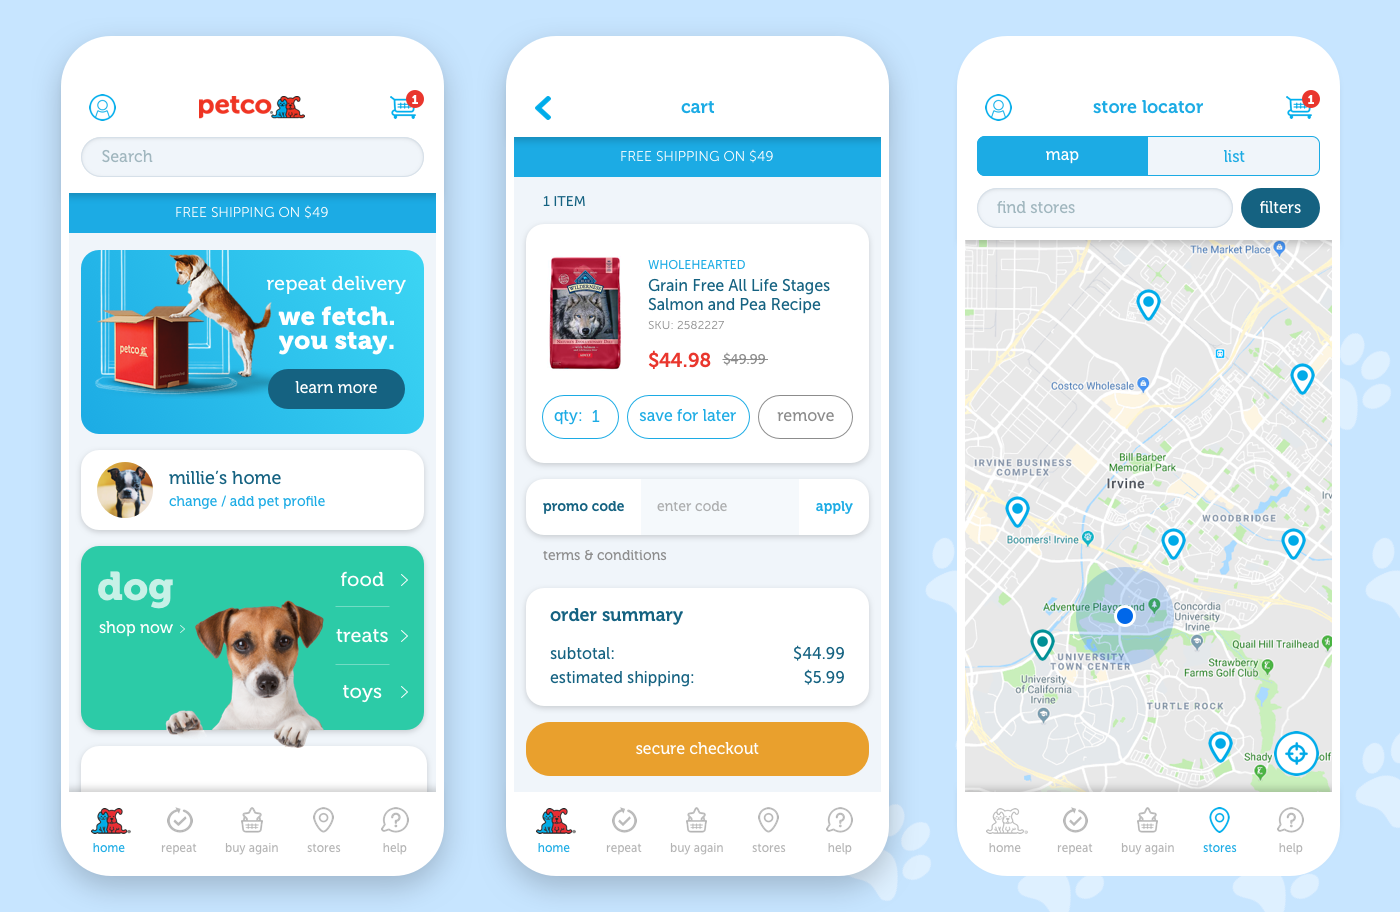 petco
1
Search
FREE SHIPPING ON $49
repeat delivery
we fetch.
you stay.
petco
learn more
millie's home
change / add pet profile
dog
shop now >
food >
treats >
toys >
home
repeat
buy again
stores
help
cart
FREE SHIPPING ON $49
1 ITEM
WILDERNESS
WHOLEHEARTED
Grain Free All Life Stages
Salmon and Pea Recipe
SKU: 2582227
$44.98 $49.99
qty: 1
save for later
remove
promo code
enter code
apply
terms & conditions
order summary
subtotal: $44.99
estimated shipping: $5.99
secure checkout
home
repeat
buy again
stores
help
store locator
1
map
list
find stores
filters
The Market Place
Costco Wholesale
IRVINE BUSINESS
COMPLEX
Bill Barber
Memorial Park
Irvine
Irv
WOODBRIDGE
Boomers! Irvine
Adventure Playground
Concordia
University
Irvine
Quail Hill Trailhead
UNIVERSITY
TOWN CENTER
Strawberry
Farms Golf Club
University
of California
Irvine
TURTLE ROCK
Shady
olf
home
repeat
buy again
stores
help